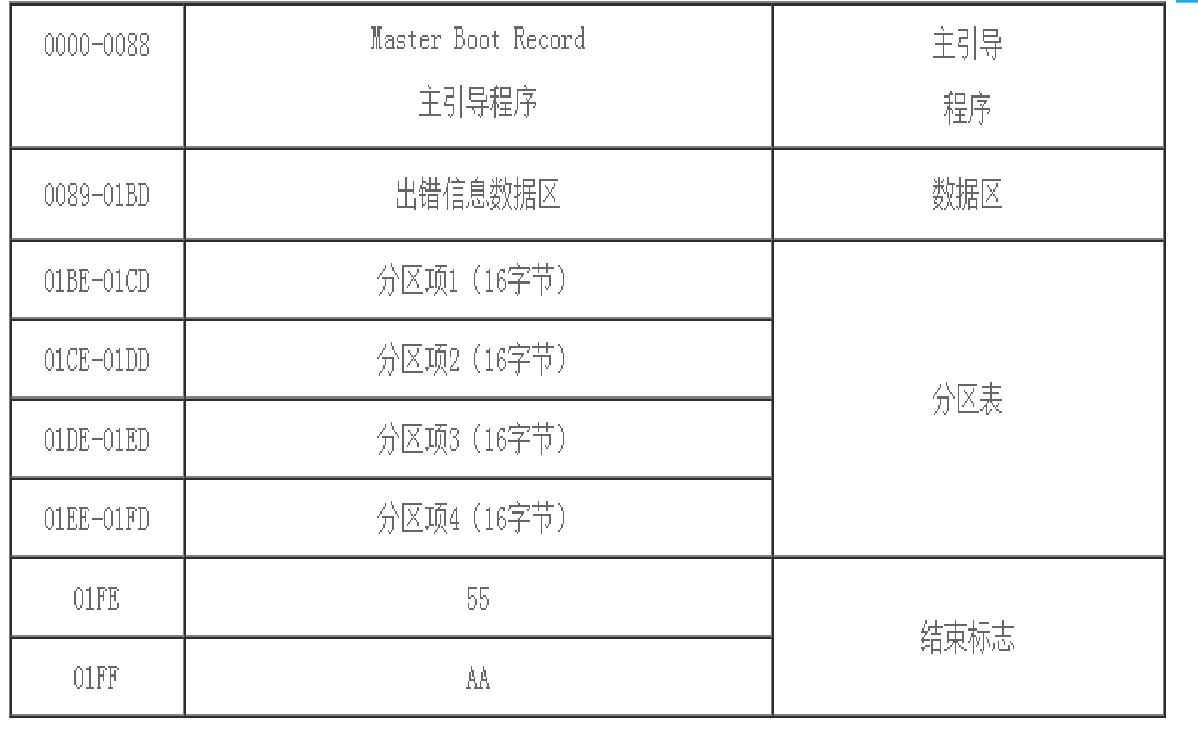 0000-0088
Master Boot Record
主引导程序
主引导
程序
0089-01BD
出错信息数据区
数据区
01BE-01CD
分区项1（16字节）
01CE-01DD
分区项2（16字节）
01DE-01ED
分区项3（16字节）
01EE-01FD
分区项4（16字节）
分区表
01FE
55
01FF
AA
结束标志